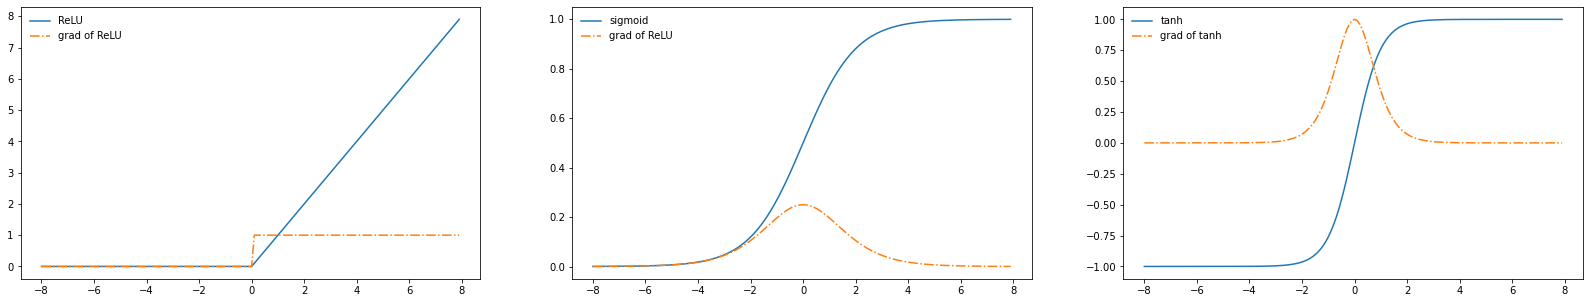 ReLU
grad of ReLU
8
7
6
5
4
3
2
1
0
−8 −6 −4 −2 0 2 4 6 8
sigmoid
grad of ReLU
1.0
0.8
0.6
0.4
0.2
0.0
−8 −6 −4 −2 0 2 4 6 8
tanh
grad of tanh
1.00
0.75
0.50
0.25
0.00
−0.25
−0.50
−0.75
−1.00
−8 −6 −4 −2 0 2 4 6 8